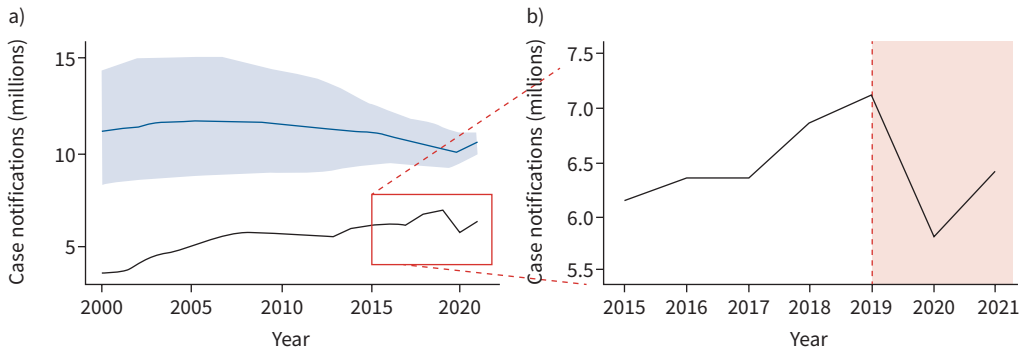 a)
Case notifications (millions)
15
10
5
2000 2005 2010 2015 2020
Year
b)
Case notifications (millions)
7.5
7.0
6.5
6.0
5.5
2015 2016 2017 2018 2019 2020 2021
Year